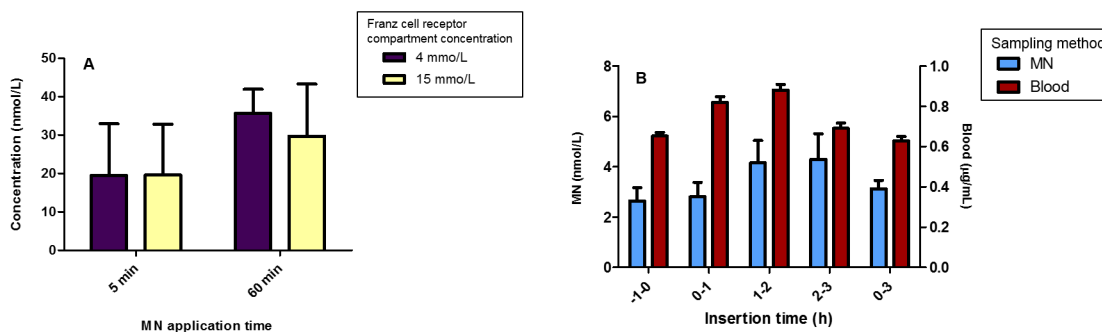 Franz cell receptor
compartment concentration
4 mmo/L
15 mmo/L
A
Concentration (nmol/L)
50
40
30
20
10
0
5 min
60 min
MN application time
Sampling method
MN
Blood
B
MN (nmol/L)
8
6
4
2
0
Blood (µg/mL)
1.0
0.8
0.6
0.4
0.2
0.0
-1-0
0-1
1-2
2-3
0-3
Insertion time (h)